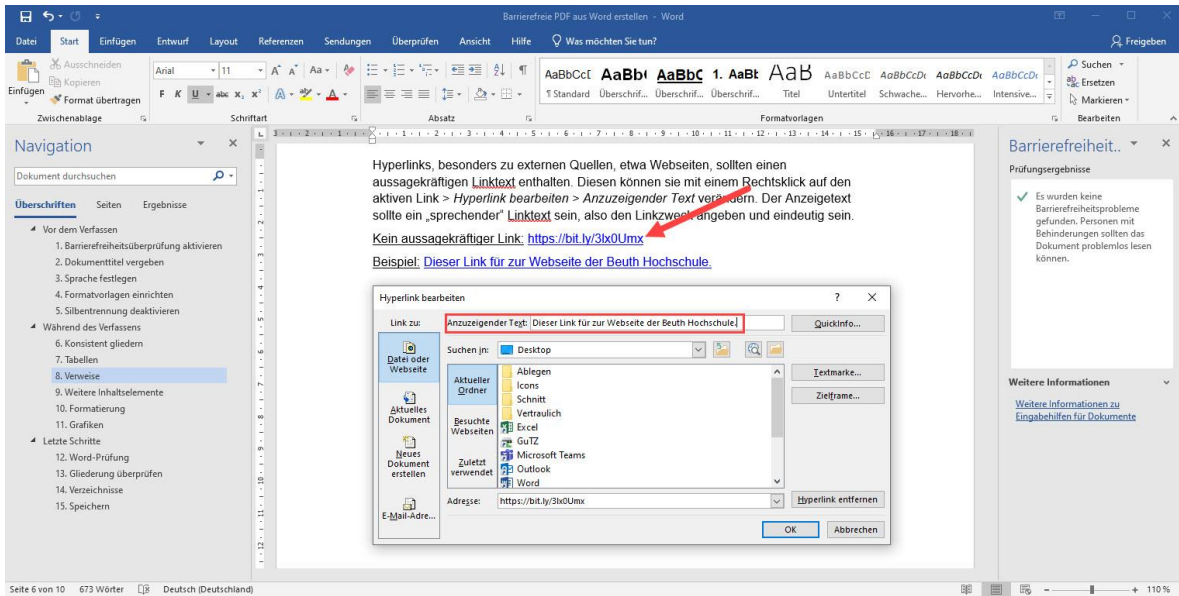 Barrierefreie PDF aus Word erstellen - Word
Datei Start Einfügen Entwurf Layout Referenzen Sendungen Überprüfen Ansicht Hilfe Was möchten Sie tun? Freigeben
Einfügen
Ausschneiden
Kopieren
Format übertragen
Zwischenablage
Arial 11
F K U abc x₂ x²
Schriftart
Absatz
AaBbCcI AaBb( AaBbC 1. AaBt AaB AaBbCcD AaBbCcDi AaBbCcDi AaBbCcDi
¶ Standard Überschrif... Überschrif... Überschrif... Titel Untertitel Schwache... Hervorhe... Intensive...
Formatvorlagen
Suchen
Ersetzen
Markieren
Bearbeiten
Navigation
Dokument durchsuchen
Überschriften Seiten Ergebnisse
Vor dem Verfassen
1. Barrierefreiheitsüberprüfung aktivieren
2. Dokumenttitel vergeben
3. Sprache festlegen
4. Formatvorlagen einrichten
5. Silbentrennung deaktivieren
Während des Verfassens
6. Konsistent gliedern
7. Tabellen
8. Verweise
9. Weitere Inhaltselemente
10. Formatierung
11. Grafiken
Letzte Schritte
12. Word-Prüfung
13. Gliederung überprüfen
14. Verzeichnisse
15. Speichern
Hyperlinks, besonders zu externen Quellen, etwa Webseiten, sollten einen
aussagekräftigen Linktext enthalten. Diesen können sie mit einem Rechtsklick auf den
aktiven Link > Hyperlink bearbeiten > Anzuzeigender Text verändern. Der Anzeigetext
sollte ein „sprechender“ Linktext sein, also den Linkzweck angeben und eindeutig sein.
Kein aussagekräftiger Link: https://bit.ly/3lx0Umx
Beispiel: Dieser Link für zur Webseite der Beuth Hochschule.
Hyperlink bearbeiten ? ×
Link zu:
Anzuzeigender Text: Dieser Link für zur Webseite der Beuth Hochschule.
QuickInfo...
Datei oder
Webseite
Aktuelles
Dokument
Neues
Dokument
erstellen
E-Mail-Adre...
Suchen in: Desktop
Aktueller
Ordner
Besuchte
Webseiten
Zuletzt
verwendet
Ablegen
Icons
Schnitt
Vertraulich
Excel
GuTZ
Microsoft Teams
Outlook
Word
Textmarke...
Zielframe...
Adresse: https://bit.ly/3lx0Umx
Hyperlink entfernen
OK Abbrechen
Barrierefreiheit..
Prüfungsergebnisse
Es wurden keine
Barrierefreiheitsprobleme
gefunden. Personen mit
Behinderungen sollten das
Dokument problemlos lesen
können.
Weitere Informationen
Weitere Informationen zu
Eingabehilfen für Dokumente
Seite 6 von 10 673 Wörter Deutsch (Deutschland) 110 %